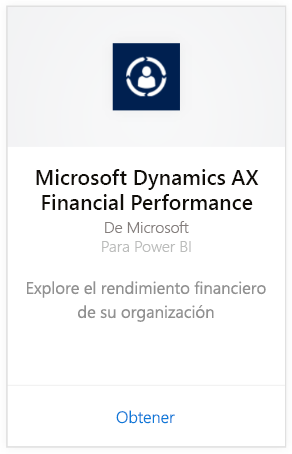 Microsoft Dynamics AX
Financial Performance
De Microsoft
Para Power BI
Explore el rendimiento financiero
de su organización
Obtener